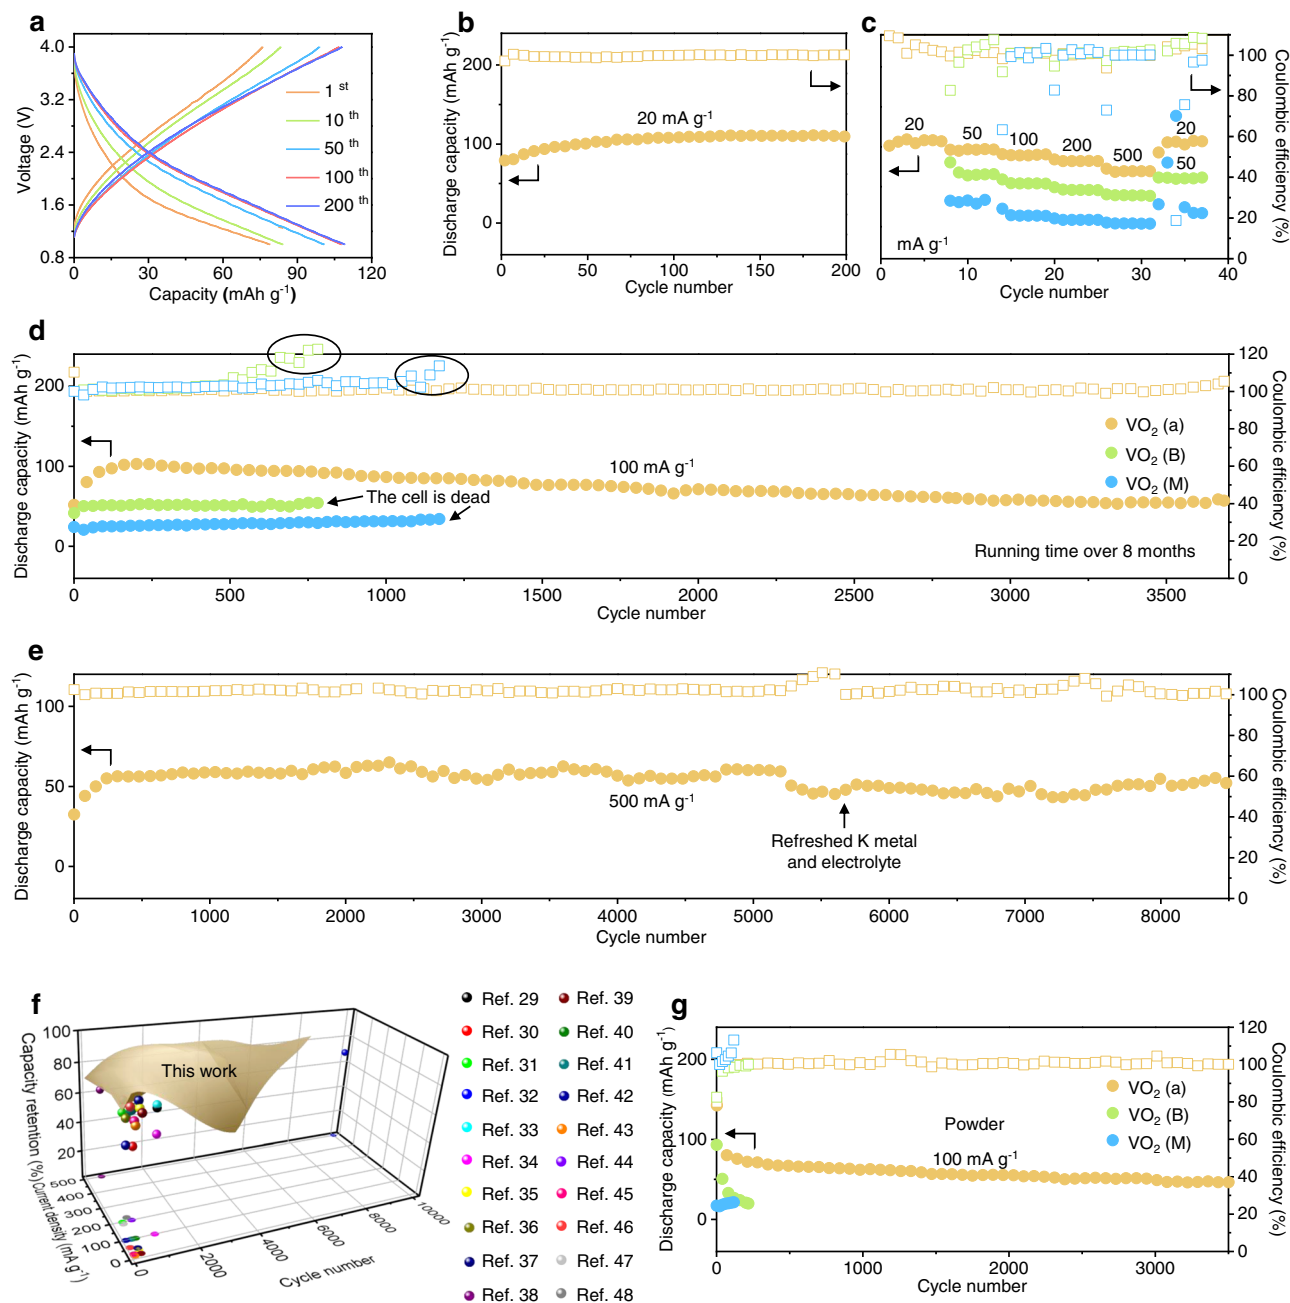 a
4.0
3.2
2.4
1.6
0.8
Voltage (V)
1 st
10 th
50 th
100 th
200 th
0
30
60
90
120
Capacity (mAh g-1)
b
200
100
0
Discharge capacity (mAh g-1)
20 mA g-1
0
50
100
150
200
Cycle number
c
20
50
100
200
500
20
50
mA g-1
100
80
60
40
20
0
Coulombic efficiency (%)
0
10
20
30
40
Cycle number
d
200
100
0
Discharge capacity (mAh g-1)
100 mA g-1
The cell is dead
VO2 (a)
VO2 (B)
VO2 (M)
Running time over 8 months
120
100
80
60
40
20
0
Coulombic efficiency (%)
0
500
1000
1500
2000
2500
3000
3500
Cycle number
e
100
50
0
Discharge capacity (mAh g-1)
500 mA g-1
Refreshed K metal
and electrolyte
100
80
60
40
20
0
Coulombic efficiency (%)
0
1000
2000
3000
4000
5000
6000
7000
8000
Cycle number
f
100
80
60
40
20
Capacity retention (%)
This work
500
400
300
200
100
0
Current density (mA g-1)
0
2000
4000
6000
8000
10000
Cycle number
Ref. 29
Ref. 30
Ref. 31
Ref. 32
Ref. 33
Ref. 34
Ref. 35
Ref. 36
Ref. 37
Ref. 38
Ref. 39
Ref. 40
Ref. 41
Ref. 42
Ref. 43
Ref. 44
Ref. 45
Ref. 46
Ref. 47
Ref. 48
g
200
100
0
Discharge capacity (mAh g-1)
Powder
100 mA g-1
VO2 (a)
VO2 (B)
VO2 (M)
120
100
80
60
40
20
0
Coulombic efficiency (%)
0
1000
2000
3000
Cycle number